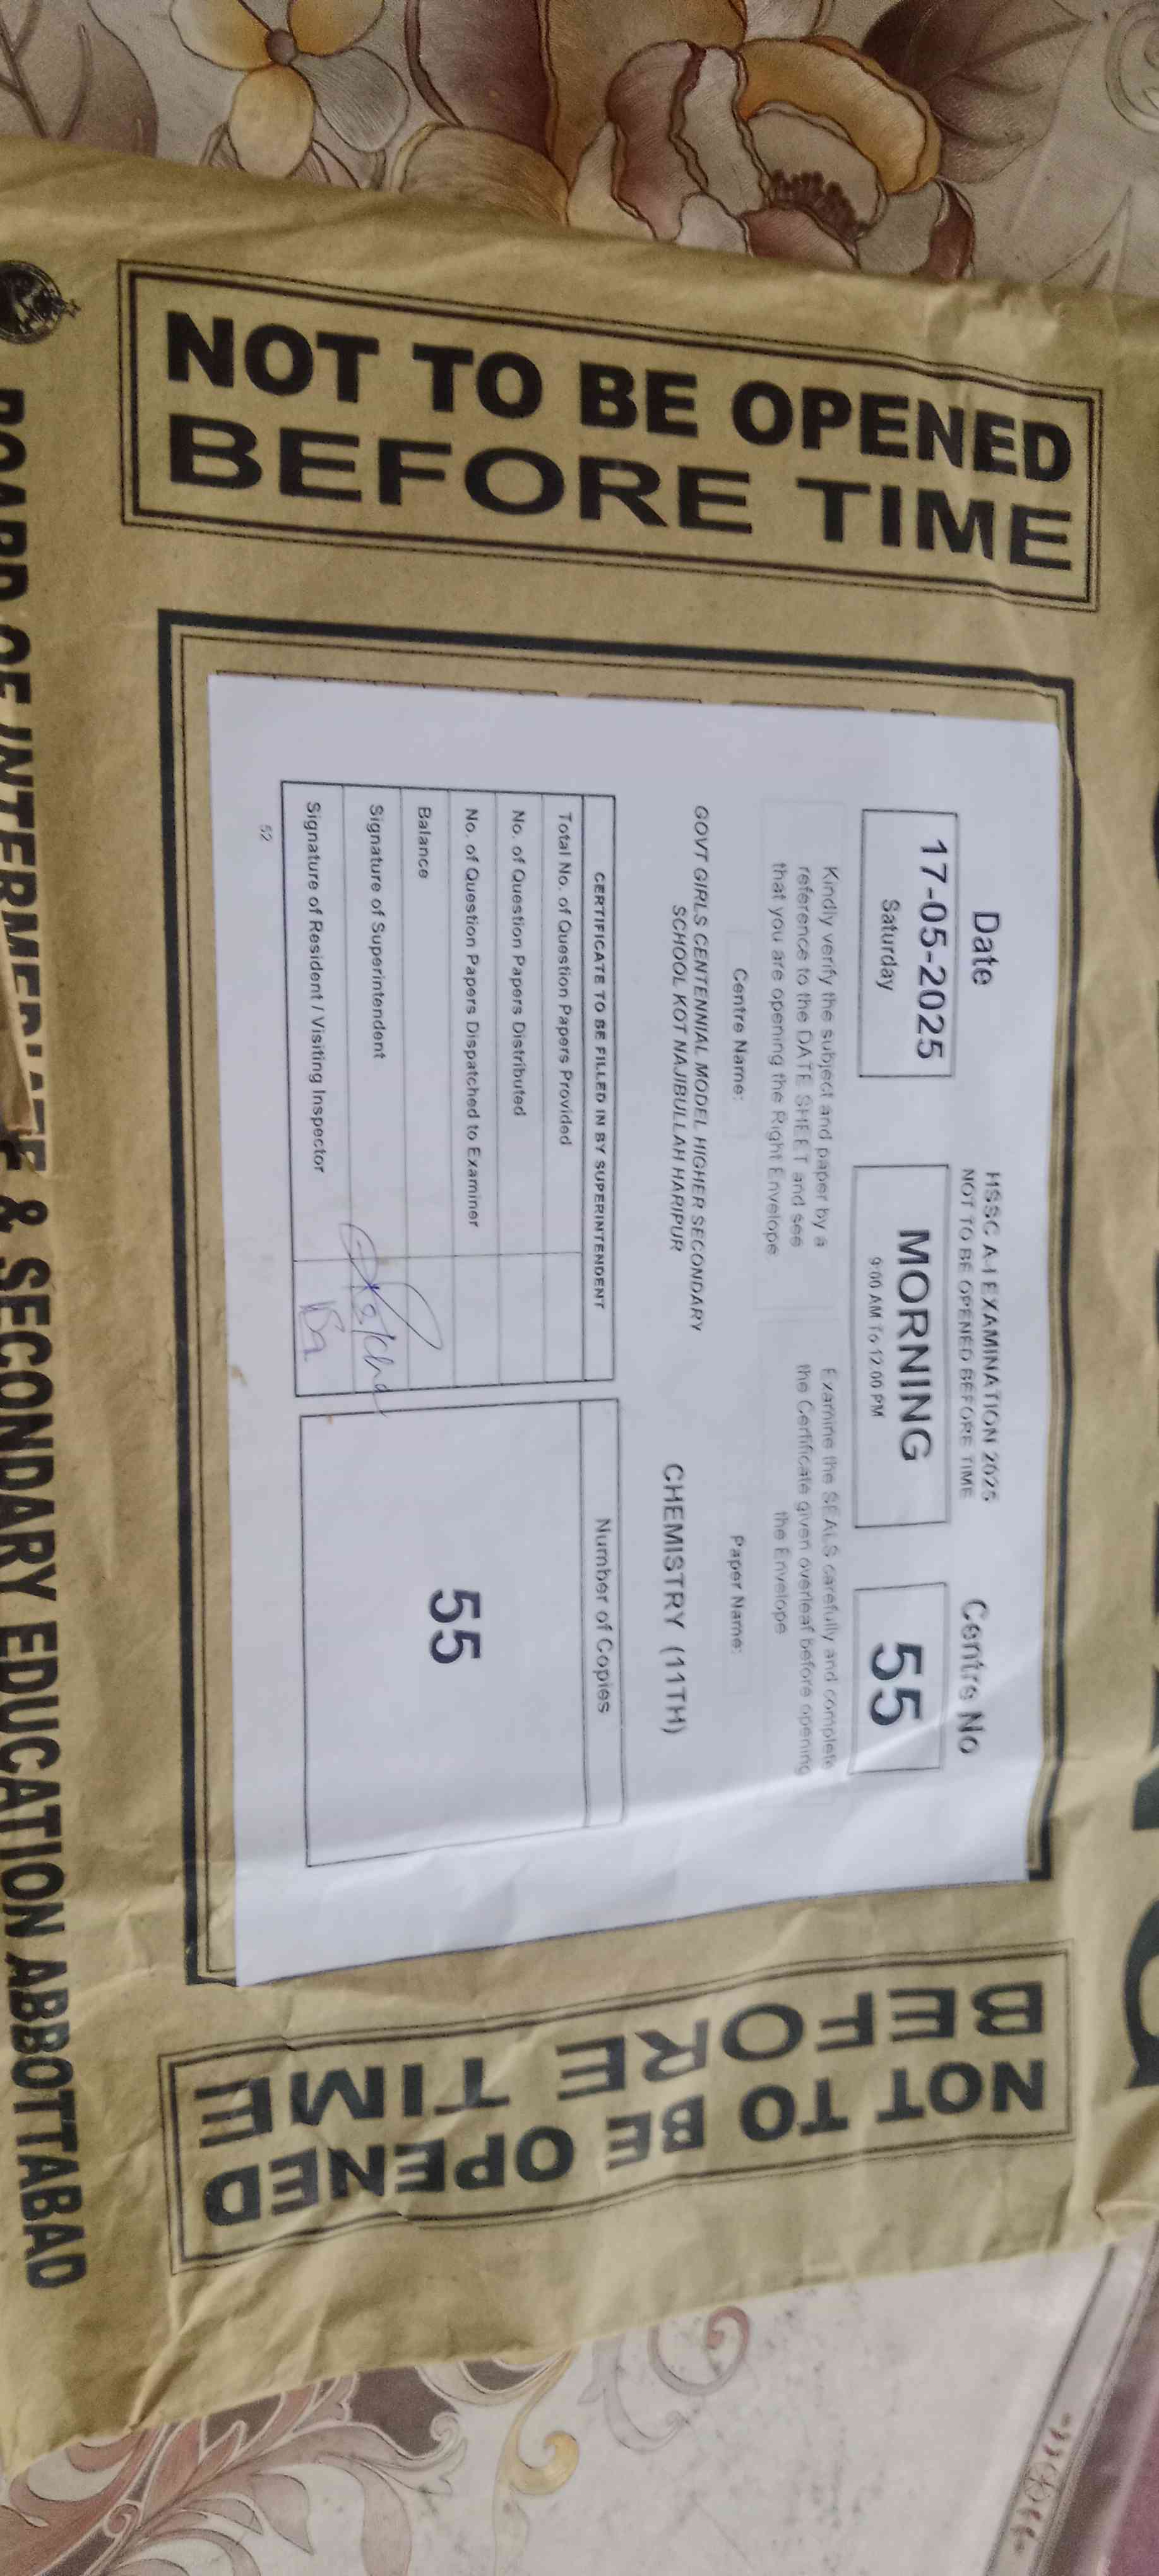 NOT TO BE OPENED
BEFORE TIME
HSSC A-I EXAMINATION 2025
NOT TO BE OPENED BEFORE TIME
Date
17-05-2025
Saturday
MORNING
9:00 AM To 12:00 PM
Centre No
55
Kindly verify the subject and paper by a
reference to the DATE SHEET and see
that you are opening the Right Envelope
Examine the SEALS carefully and complete
the Certificate given overleaf before opening
the Envelope
Centre Name:
GOVT GIRLS CENTENNIAL MODEL HIGHER SECONDARY
SCHOOL KOT NAJIBULLAH HARIPUR
Paper Name:
CHEMISTRY (11TH)
CERTIFICATE TO BE FILLED IN BY SUPERINTENDENT
Total No. of Question Papers Provided
No. of Question Papers Distributed
No. of Question Papers Dispatched to Examiner
Balance
Signature of Superintendent
Signature of Resident / Visiting Inspector
Number of Copies
55
52
NOT TO BE OPENED
BEFORE TIME
BOARD OF INTERMEDIATE & SECONDARY EDUCATION ABBOTTABAD